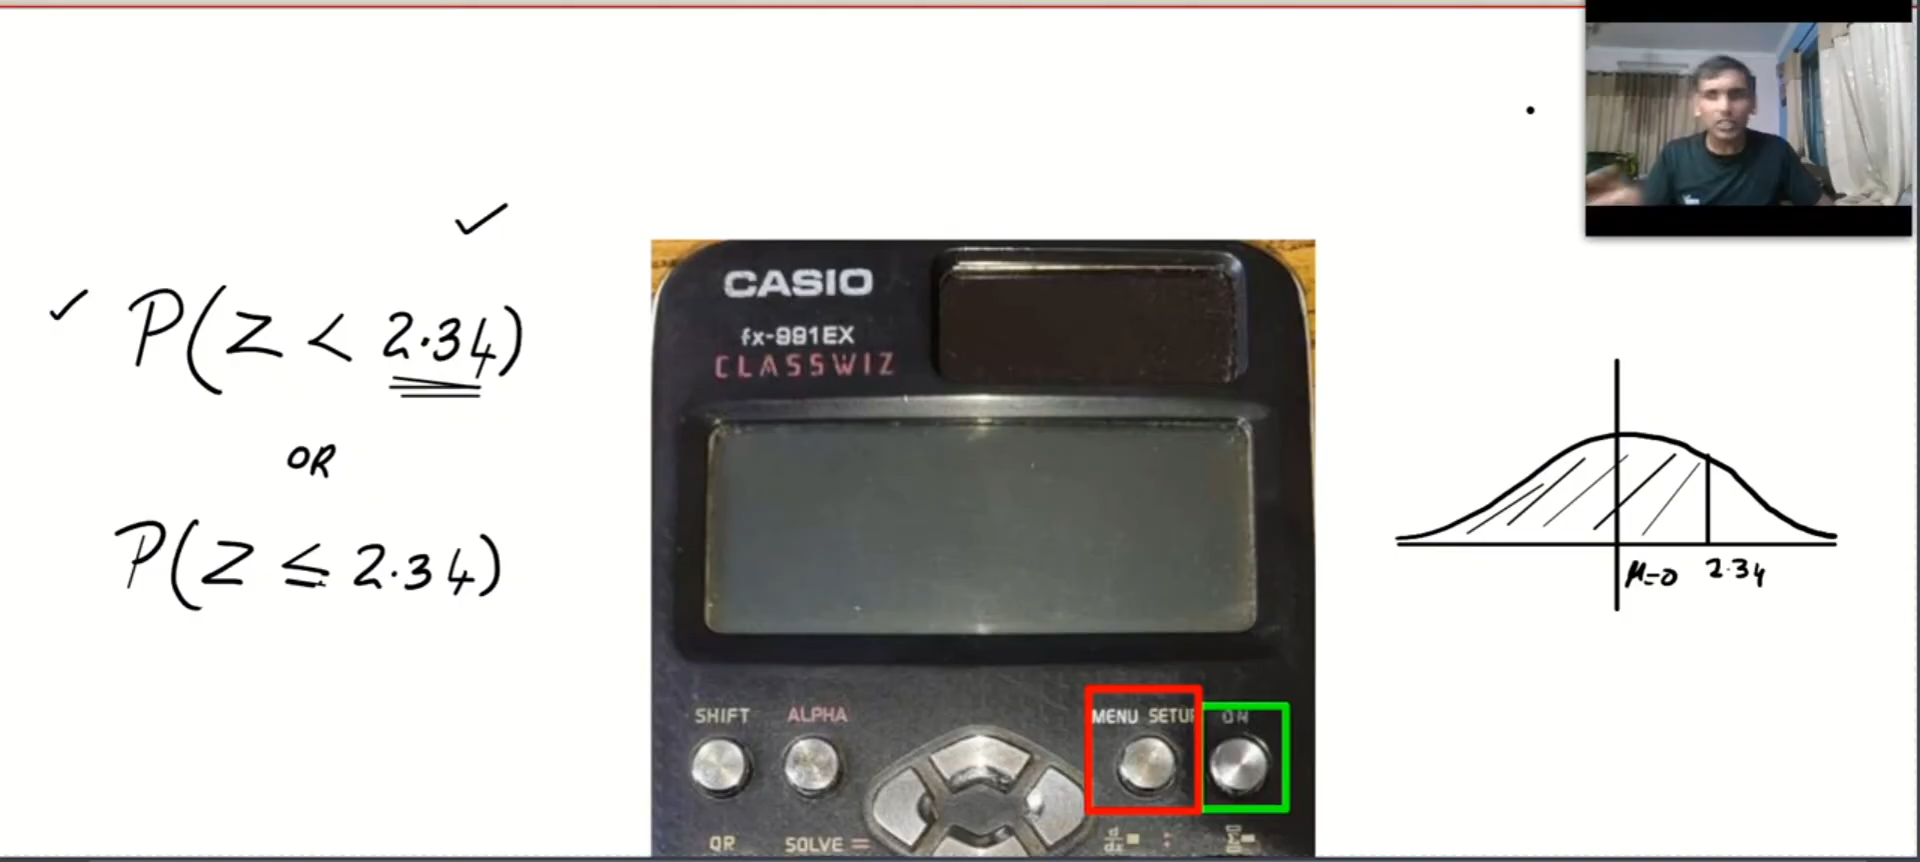 P(Z < 2.34)
OR
P(Z ≤ 2.34)
CASIO
fx-991EX
CLASSWIZ
SHIFT ALPHA MENU SETUP ON
QR SOLVE =
d/dx :
μ=0 2.34